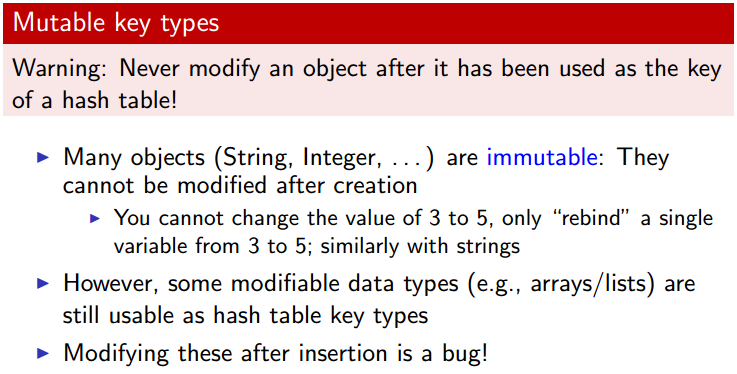 Mutable key types
Warning: Never modify an object after it has been used as the key
of a hash table!
▶ Many objects (String, Integer, . . . ) are immutable: They
cannot be modified after creation
▶ You cannot change the value of 3 to 5, only “rebind” a single
variable from 3 to 5; similarly with strings
▶ However, some modifiable data types (e.g., arrays/lists) are
still usable as hash table key types
▶ Modifying these after insertion is a bug!